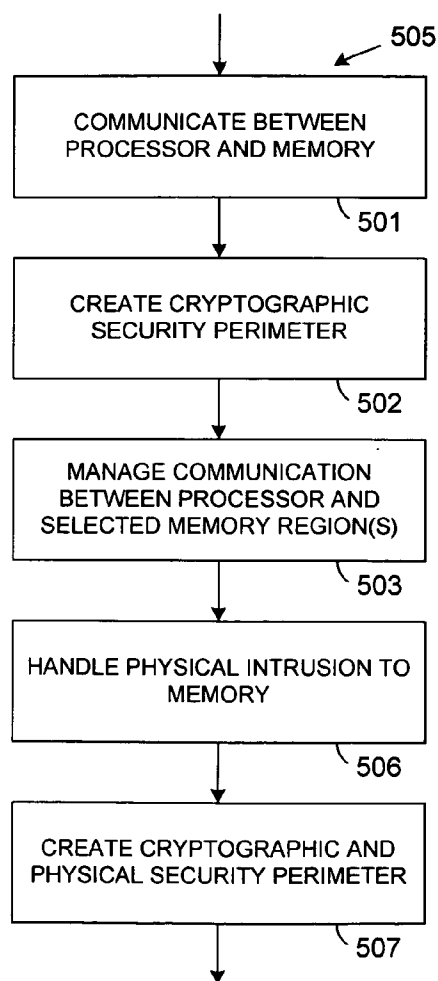 505
COMMUNICATE BETWEEN
PROCESSOR AND MEMORY
501
CREATE CRYPTOGRAPHIC
SECURITY PERIMETER
502
MANAGE COMMUNICATION
BETWEEN PROCESSOR AND
SELECTED MEMORY REGION(S)
503
HANDLE PHYSICAL INTRUSION TO
MEMORY
506
CREATE CRYPTOGRAPHIC AND
PHYSICAL SECURITY PERIMETER
507